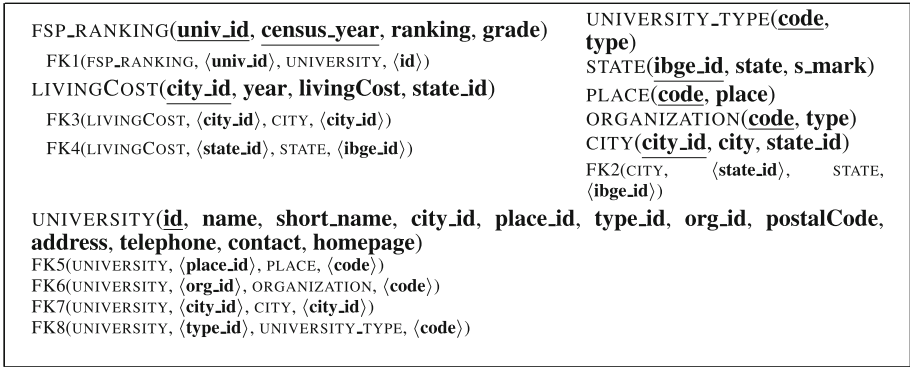 FSP_RANKING(univ_id, census_year, ranking, grade)
FK1(FSP_RANKING, ⟨univ_id⟩, UNIVERSITY, ⟨id⟩)
LIVINGCOST(city_id, year, livingCost, state_id)
FK3(LIVINGCOST, ⟨city_id⟩, CITY, ⟨city_id⟩)
FK4(LIVINGCOST, ⟨state_id⟩, STATE, ⟨ibge_id⟩)
UNIVERSITY_TYPE(code,
type)
STATE(ibge_id, state, s_mark)
PLACE(code, place)
ORGANIZATION(code, type)
CITY(city_id, city, state_id)
FK2(CITY, ⟨state_id⟩, STATE,
⟨ibge_id⟩)
UNIVERSITY(id, name, short_name, city_id, place_id, type_id, org_id, postalCode,
address, telephone, contact, homepage)
FK5(UNIVERSITY, ⟨place_id⟩, PLACE, ⟨code⟩)
FK6(UNIVERSITY, ⟨org_id⟩, ORGANIZATION, ⟨code⟩)
FK7(UNIVERSITY, ⟨city_id⟩, CITY, ⟨city_id⟩)
FK8(UNIVERSITY, ⟨type_id⟩, UNIVERSITY_TYPE, ⟨code⟩)